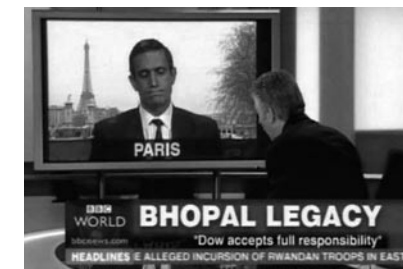 PARIS
BBC
WORLD
BHOPAL LEGACY
bbcnews.com
"Dow accepts full responsibility"
HEADLINES E ALLEGED INCURSION OF RWANDAN TROOPS IN EAST